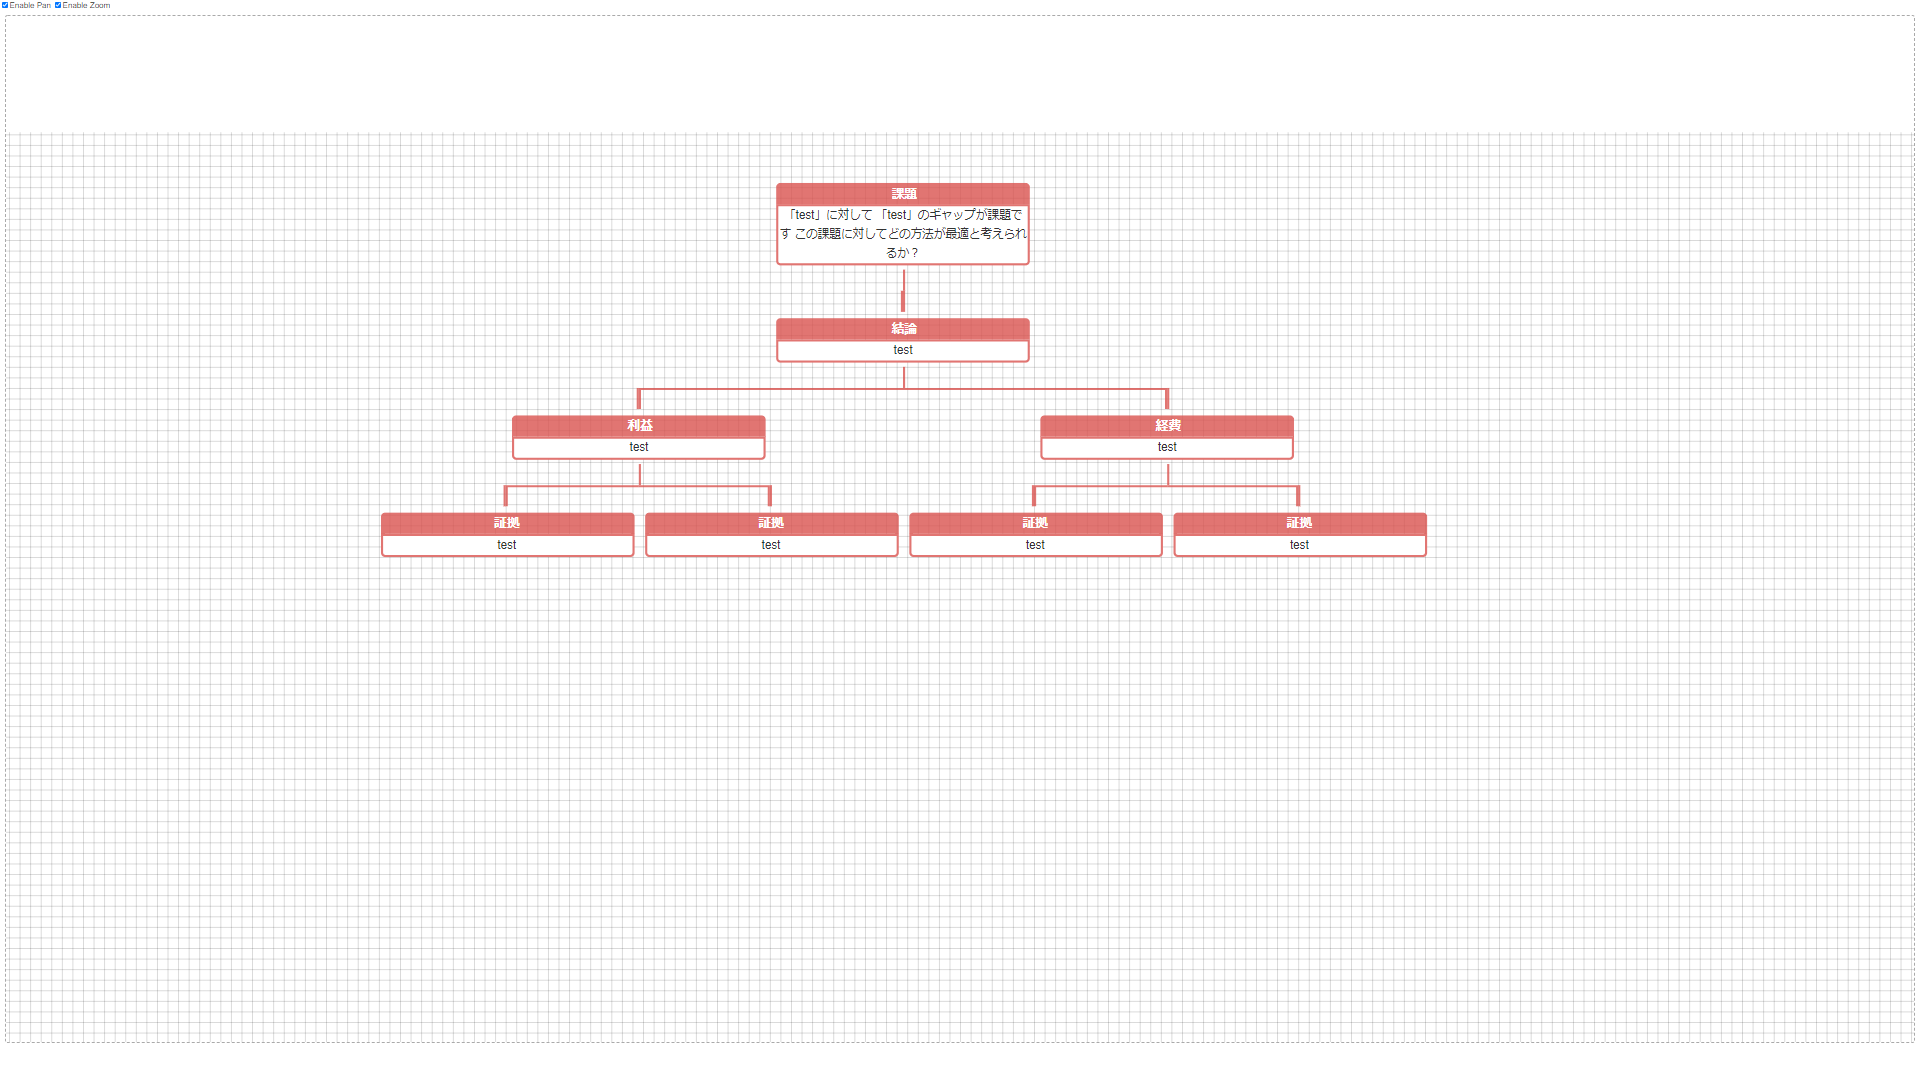 Enable Pan Enable Zoom
課題
「test」に対して 「test」のギャップが課題で
す この課題に対してどの方法が最適と考えられ
るか？
結論
test
利益
経費
test
test
証拠
証拠
証拠
証拠
test
test
test
test